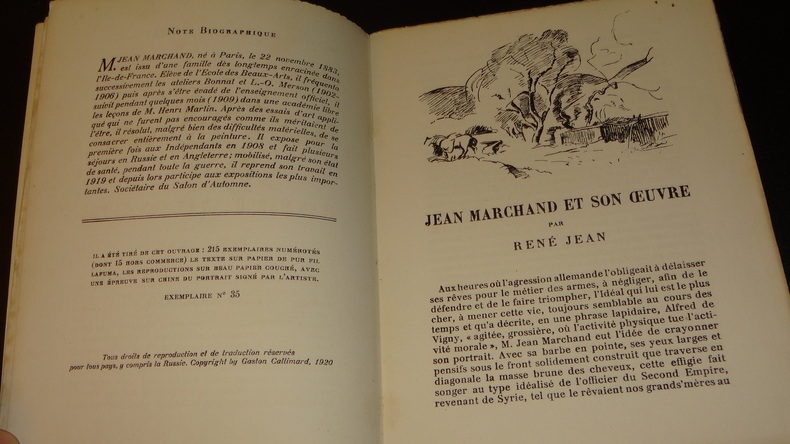 NOTE BIOGRAPHIQUE
M. JEAN MARCHAND, né à Paris, le 22 novembre 1883,
est issu d'une famille dès longtemps enracinée dans
l'Ile-de-France. Elève de l'Ecole des Beaux-Arts, il fréquenta
successivement les ateliers Bonnat et L.-O. Merson (1902-
1906) puis après s'être évadé de l'enseignement officiel, il
suivit pendant quelques mois (1909) dans une académie libre
les leçons de M. Henri Martin. Après des essais d'art appli-
qué qui ne furent pas encouragés comme ils méritaient de
l'être, il résolut, malgré bien des difficultés matérielles, de se
consacrer entièrement à la peinture. Il expose pour la
première fois aux Indépendants en 1908 et fait plusieurs
séjours en Russie et en Angleterre; mobilisé, malgré son état
de santé, pendant toute la guerre, il reprend son travail en
1919 et depuis lors participe aux expositions les plus impor-
tantes. Sociétaire du Salon d'Automne.
IL A ÉTÉ TIRÉ DE CET OUVRAGE : 215 EXEMPLAIRES NUMÉROTÉS
(DONT 15 HORS COMMERCE) LE TEXTE SUR PAPIER DE PUR FIL
LAFUMA, LES REPRODUCTIONS SUR BEAU PAPIER COUCHÉ, AVEC
UNE ÉPREUVE SUR CHINE DU PORTRAIT SIGNÉ PAR L'ARTISTE.
EXEMPLAIRE N° 35
Tous droits de reproduction et de traduction réservés
pour tous pays, y compris la Russie. Copyright by Gaston Gallimard, 1920
JEAN MARCHAND ET SON ŒUVRE
PAR
RENÉ JEAN
Aux heures où l'agression allemande l'obligeait à délaisser
ses rêves pour le métier des armes, à négliger, afin de le
défendre et de le faire triompher, l'Idéal qui lui est le plus
cher, à mener cette vie, toujours semblable au cours des
temps et qu'a décrite, en une phrase lapidaire, Alfred de
Vigny, « agitée, grossière, où l'activité physique tue l'acti-
vité morale », M. Jean Marchand eut l'idée de crayonner
son portrait. Avec sa barbe en pointe, ses yeux larges et
pensifs sous le front solidement construit que traverse en
diagonale la masse brune des cheveux, cette effigie fait
songer au type idéalisé de l'officier du Second Empire,
revenant de Syrie, tel que le rêvaient nos grands'mères au